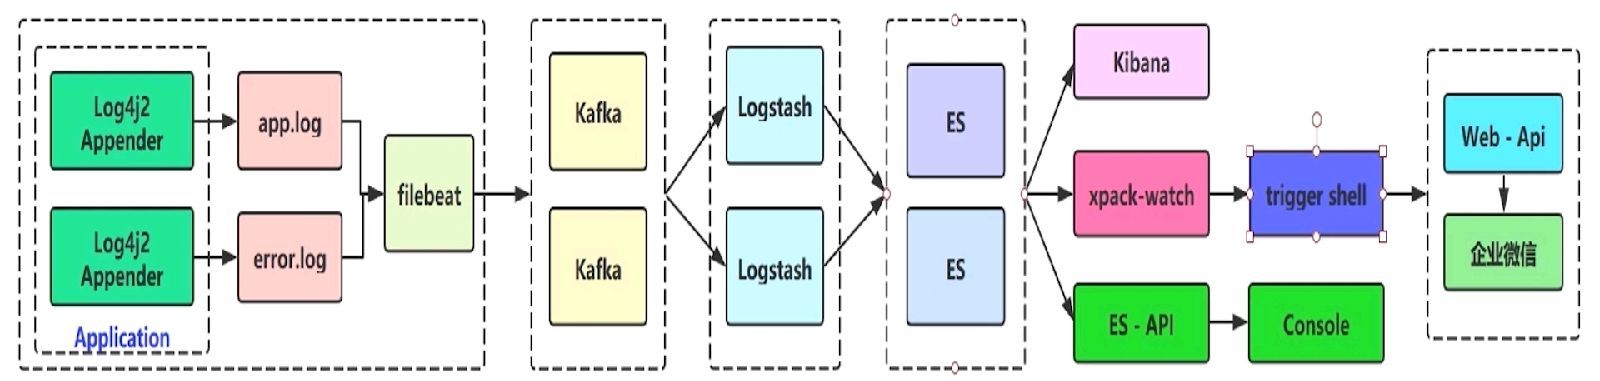 Log4j2
Appender
app.log
Log4j2
Appender
error.log
Application
filebeat
Kafka
Kafka
Logstash
Logstash
ES
ES
Kibana
xpack-watch
trigger shell
ES - API
Console
Web - Api
企业微信